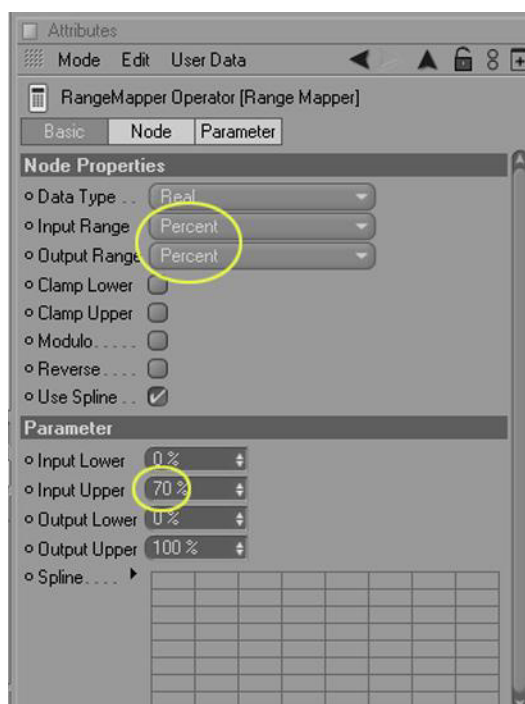 Attributes
Mode Edit User Data
RangeMapper Operator [Range Mapper]
Basic Node Parameter
Node Properties
Data Type . . Real
Input Range Percent
Output Range Percent
Clamp Lower
Clamp Upper
Modulo. . . . .
Reverse. . . .
Use Spline . .
Parameter
Input Lower 0 %
Input Upper 70 %
Output Lower 0 %
Output Upper 100 %
Spline. . . .